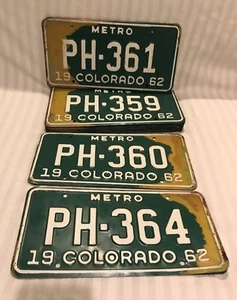 METRO
PH-361
19 COLORADO 62
METRO
PH-359
19 COLORADO 62
METRO
PH-360
19 COLORADO 62
METRO
PH-364
19 COLORADO 62